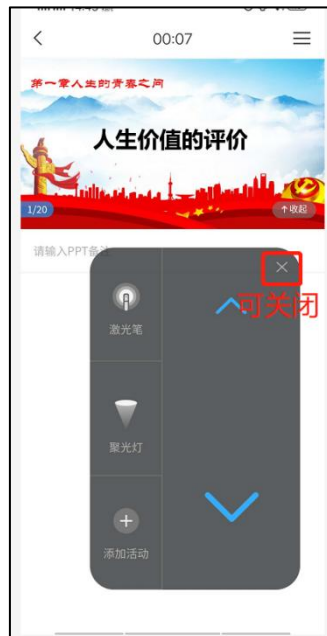 00:07
第一章人生的青春之问
人生价值的评价
1/20
个收起
请输入PPT备注
可关闭
激光笔
聚光灯
添加活动